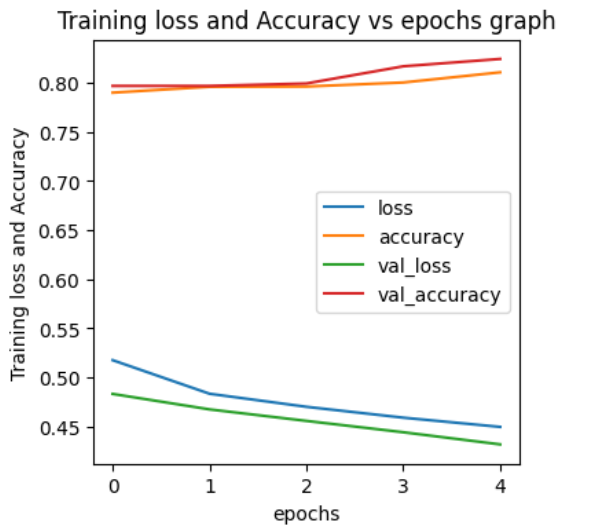 Training loss and Accuracy vs epochs graph
Training loss and Accuracy
0.80
0.75
0.70
0.65
0.60
0.55
0.50
0.45
loss
accuracy
val_loss
val_accuracy
0 1 2 3 4
epochs